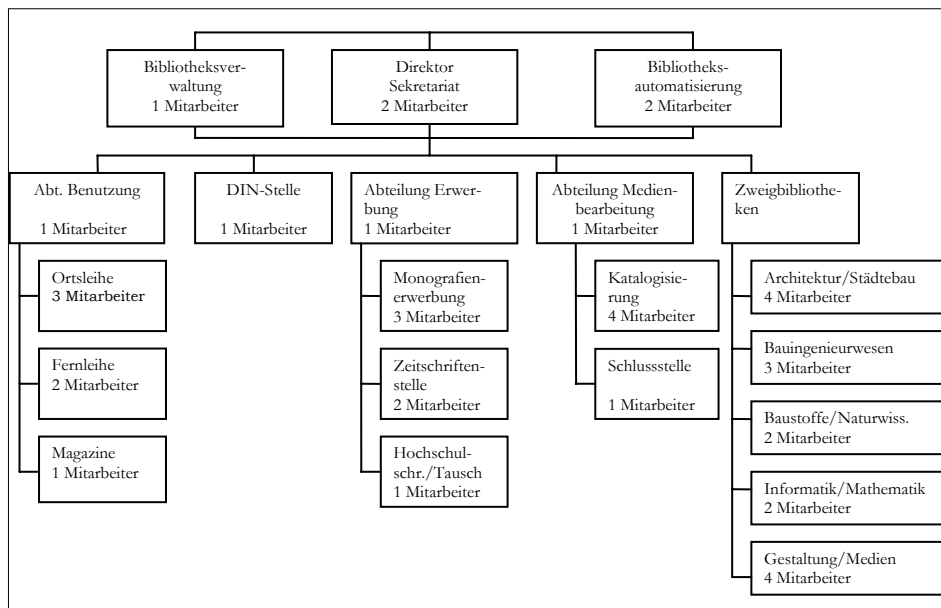 Bibliotheksver-
waltung
1 Mitarbeiter
Direktor
Sekretariat
2 Mitarbeiter
Bibliotheks-
automatisierung
2 Mitarbeiter
Abt. Benutzung
1 Mitarbeiter
DIN-Stelle
1 Mitarbeiter
Abteilung Erwer-
bung
1 Mitarbeiter
Abteilung Medien-
bearbeitung
1 Mitarbeiter
Zweigbibliothe-
ken
Ortsleihe
3 Mitarbeiter
Fernleihe
2 Mitarbeiter
Magazine
1 Mitarbeiter
Monografien-
erwerbung
3 Mitarbeiter
Zeitschriften-
stelle
2 Mitarbeiter
Hochschul-
schr./Tausch
1 Mitarbeiter
Katalogisie-
rung
4 Mitarbeiter
Schlussstelle
1 Mitarbeiter
Architektur/Städtebau
4 Mitarbeiter
Bauingenieurwesen
3 Mitarbeiter
Baustoffe/Naturwiss.
2 Mitarbeiter
Informatik/Mathematik
2 Mitarbeiter
Gestaltung/Medien
4 Mitarbeiter